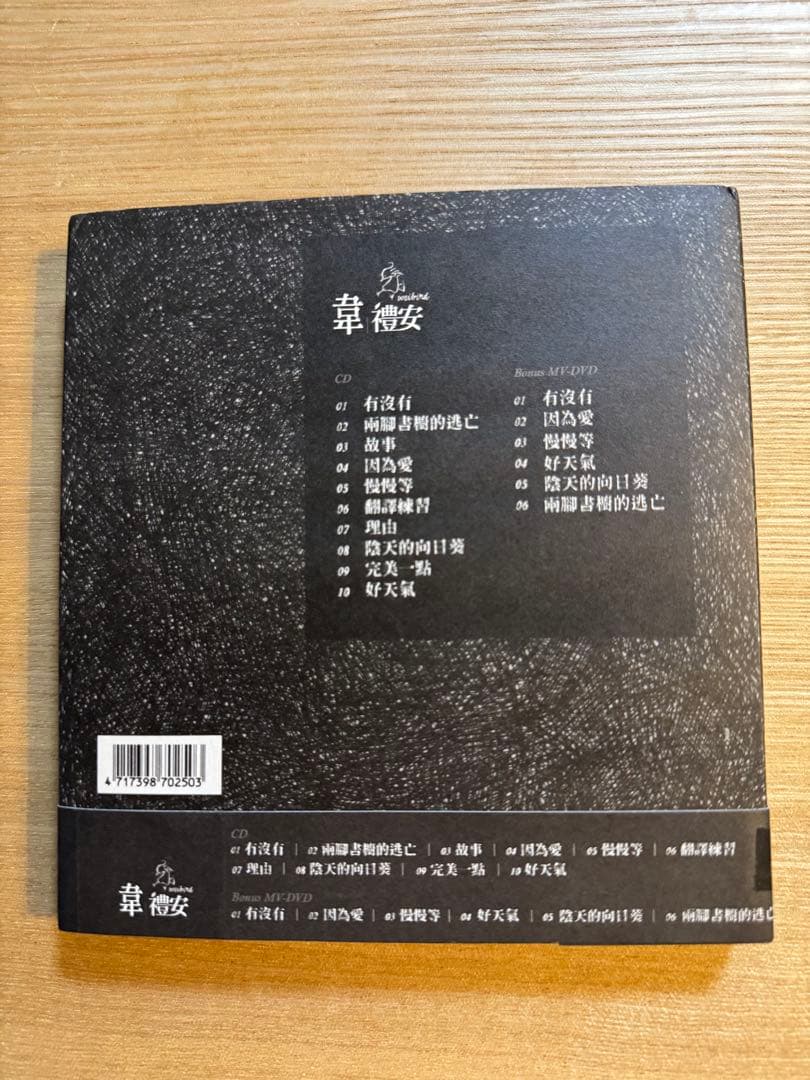 weibird
韋禮安
CD
01 有沒有
02 兩腳書櫥的逃亡
03 故事
04 因為愛
05 慢慢等
06 翻譯練習
07 理由
08 陰天的向日葵
09 完美一點
10 好天氣
Bonus MV-DVD
01 有沒有
02 因為愛
03 慢慢等
04 好天氣
05 陰天的向日葵
06 兩腳書櫥的逃亡
4 717398 702503
weibird
韋禮安
CD
01 有沒有 | 02 兩腳書櫥的逃亡 | 03 故事 | 04 因為愛 | 05 慢慢等 | 06 翻譯練習
07 理由 | 08 陰天的向日葵 | 09 完美一點 | 10 好天氣
Bonus MV-DVD
01 有沒有 | 02 因為愛 | 03 慢慢等 | 04 好天氣 | 05 陰天的向日葵 | 06 兩腳書櫥的逃亡